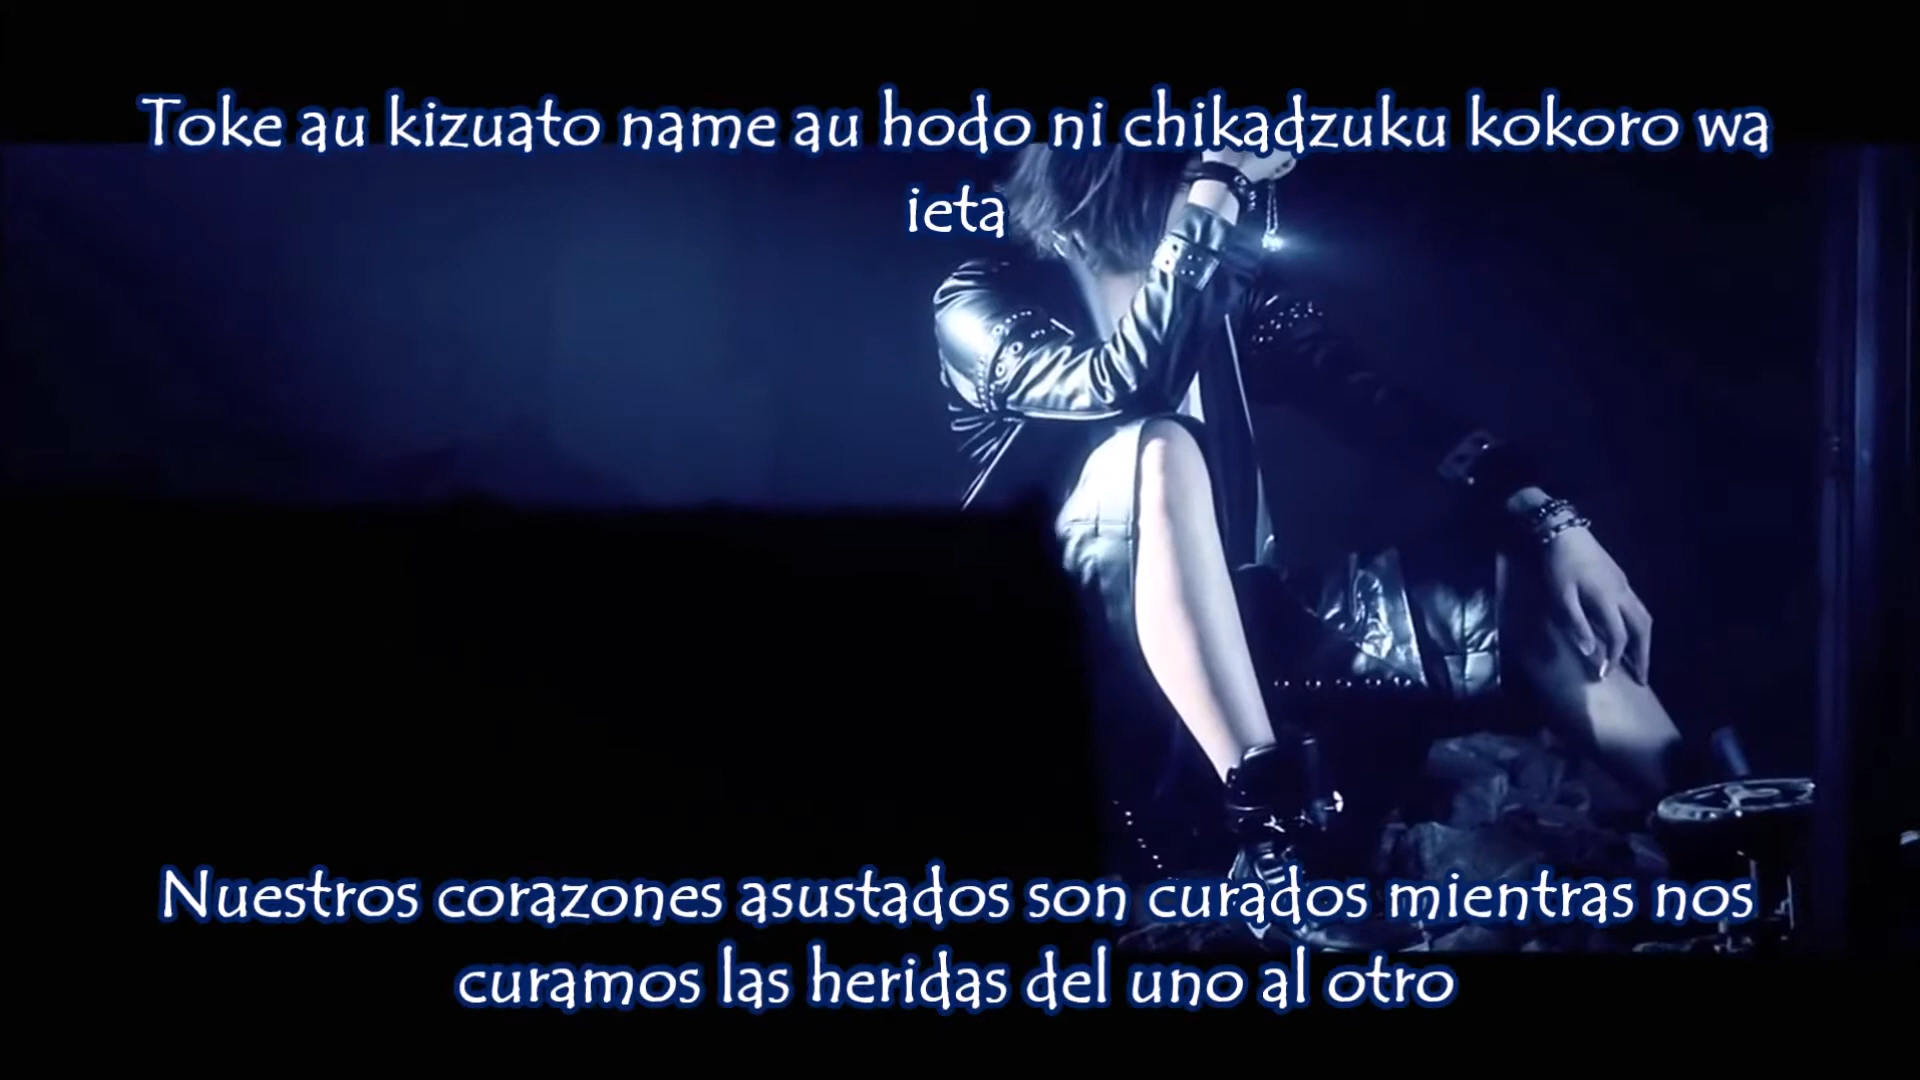 Toke au kizuato name au hodo ni chikadzuku kokoro wa
ieta
Nuestros corazones asustados son curados mientras nos
curamos las heridas del uno al otro